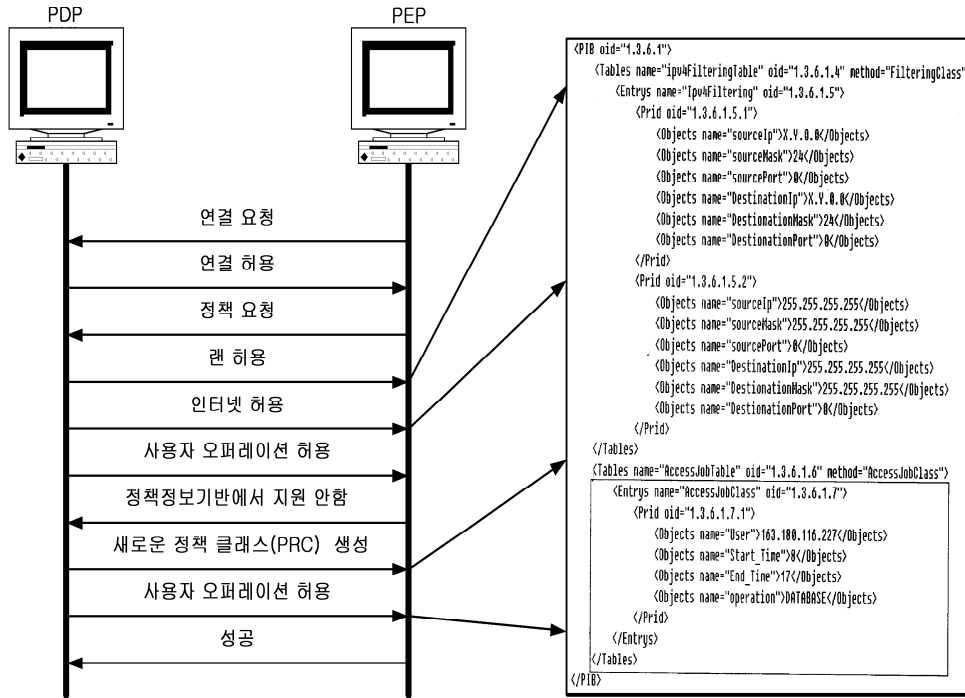 PDP
PEP
연결 요청
연결 허용
정책 요청
랜 허용
인터넷 허용
사용자 오퍼레이션 허용
정책정보기반에서 지원 안함
새로운 정책 클래스(PRC) 생성
사용자 오퍼레이션 허용
성공
<PIB oid="1.3.6.1">
<Tables name="ipv4FilteringTable" oid="1.3.6.1.4" method="FilteringClass"
<Entrys name="Ipv4Filtering" oid="1.3.6.1.5">
<Prid oid="1.3.6.1.5.1">
<Objects name="sourceIp">X.Y.0.0</Objects>
<Objects name="sourceMask">24</Objects>
<Objects name="sourcePort">0</Objects>
<Objects name="DestinationIp">X.Y.0.0</Objects>
<Objects name="DestionationMask">24</Objects>
<Objects name="DestionationPort">0</Objects>
</Prid>
<Prid oid="1.3.6.1.5.2">
<Objects name="sourceIp">255.255.255.255</Objects>
<Objects name="sourceMask">255.255.255.255</Objects>
<Objects name="sourcePort">0</Objects>
<Objects name="DestinationIp">255.255.255.255</Objects>
<Objects name="DestionationMask">255.255.255.255</Objects>
<Objects name="DestionationPort">0</Objects>
</Prid>
</Tables>
<Tables name="AccessJobTable" oid="1.3.6.1.6" method="AccessJobClass">
<Entrys name="AccessJobClass" oid="1.3.6.1.7">
<Prid oid="1.3.6.1.7.1">
<Objects name="User">163.180.116.227</Objects>
<Objects name="Start_Time">8</Objects>
<Objects name="End_Time">17</Objects>
<Objects name="operation">DATABASE</Objects>
</Prid>
</Entrys>
</Tables>
</PIB>